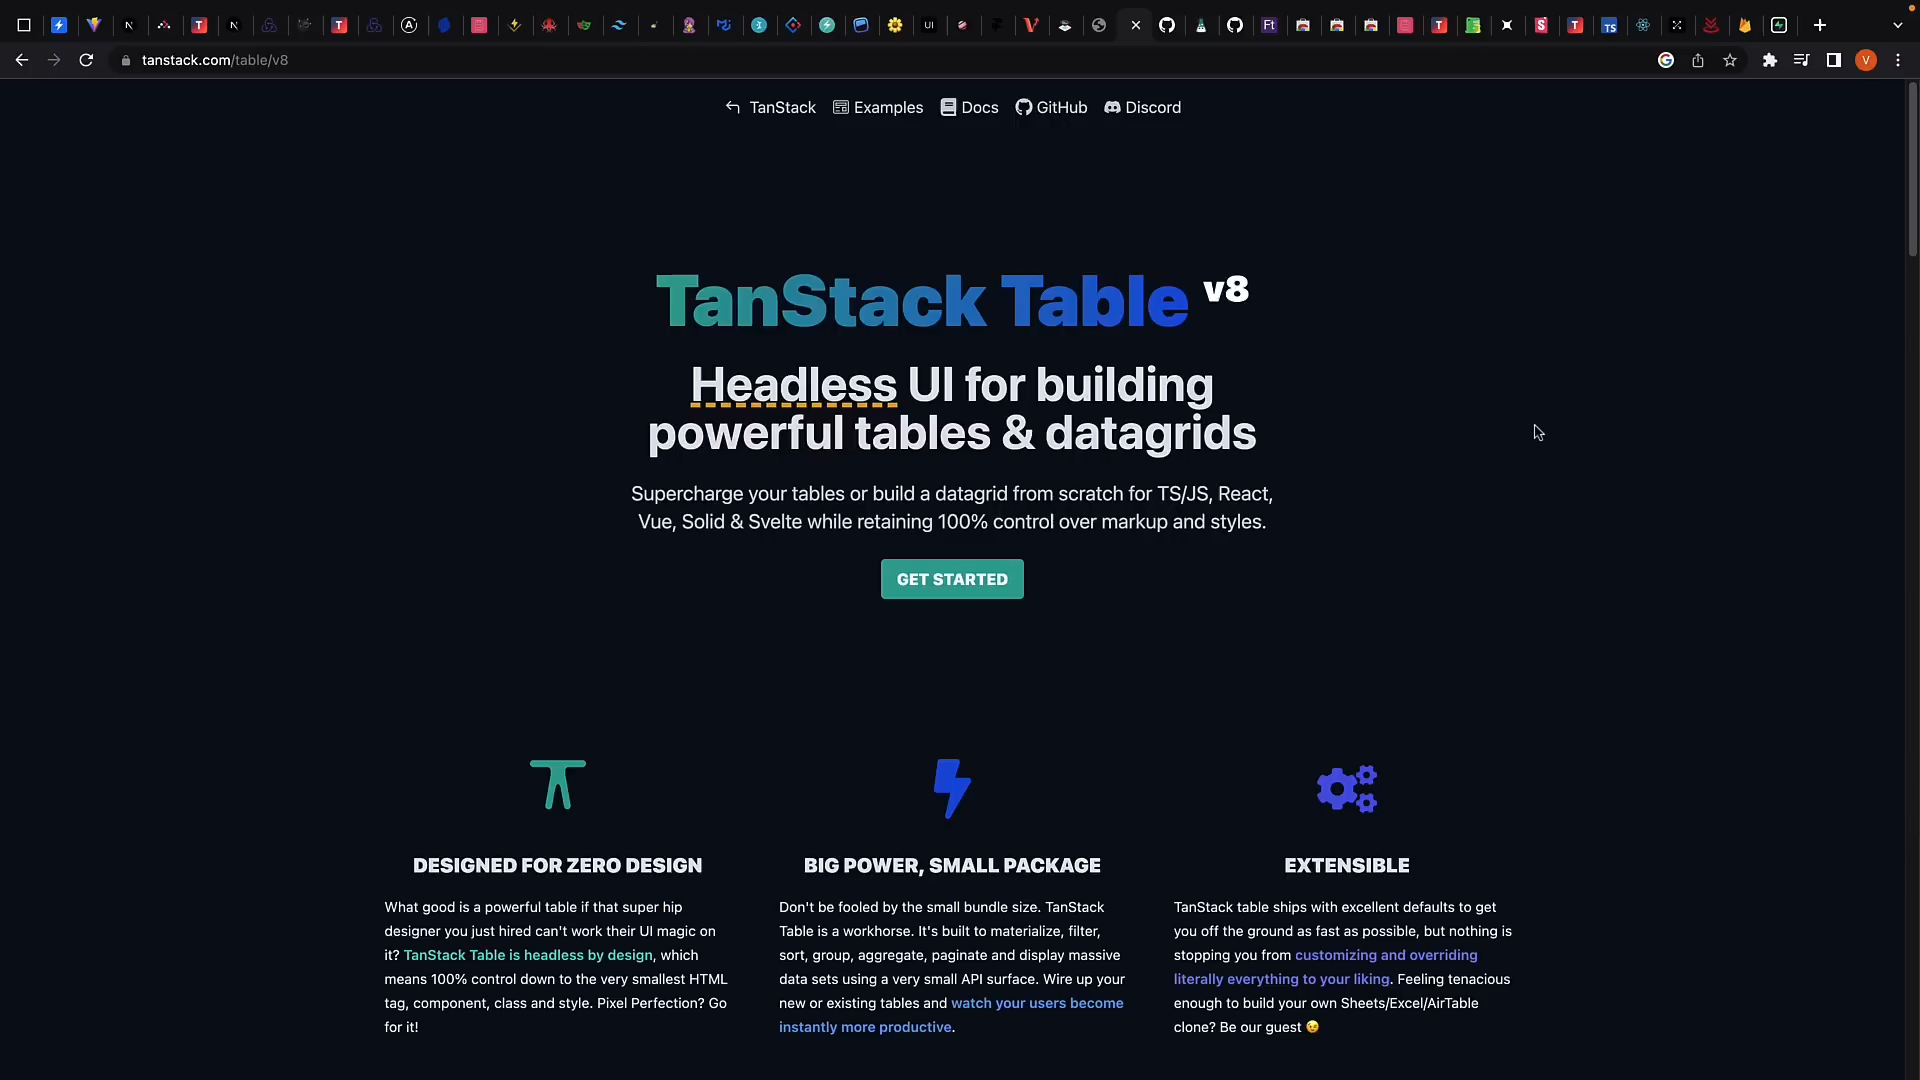 tanstack.com/table/v8
V
TanStack Examples Docs GitHub Discord
TanStack Table v8
Headless UI for building
powerful tables & datagrids
Supercharge your tables or build a datagrid from scratch for TS/JS, React,
Vue, Solid & Svelte while retaining 100% control over markup and styles.
GET STARTED
DESIGNED FOR ZERO DESIGN
What good is a powerful table if that super hip
designer you just hired can't work their UI magic on
it? TanStack Table is headless by design, which
means 100% control down to the very smallest HTML
tag, component, class and style. Pixel Perfection? Go
for it!
BIG POWER, SMALL PACKAGE
Don't be fooled by the small bundle size. TanStack
Table is a workhorse. It's built to materialize, filter,
sort, group, aggregate, paginate and display massive
data sets using a very small API surface. Wire up your
new or existing tables and watch your users become
instantly more productive.
EXTENSIBLE
TanStack table ships with excellent defaults to get
you off the ground as fast as possible, but nothing is
stopping you from customizing and overriding
literally everything to your liking. Feeling tenacious
enough to build your own Sheets/Excel/AirTable
clone? Be our guest 😉